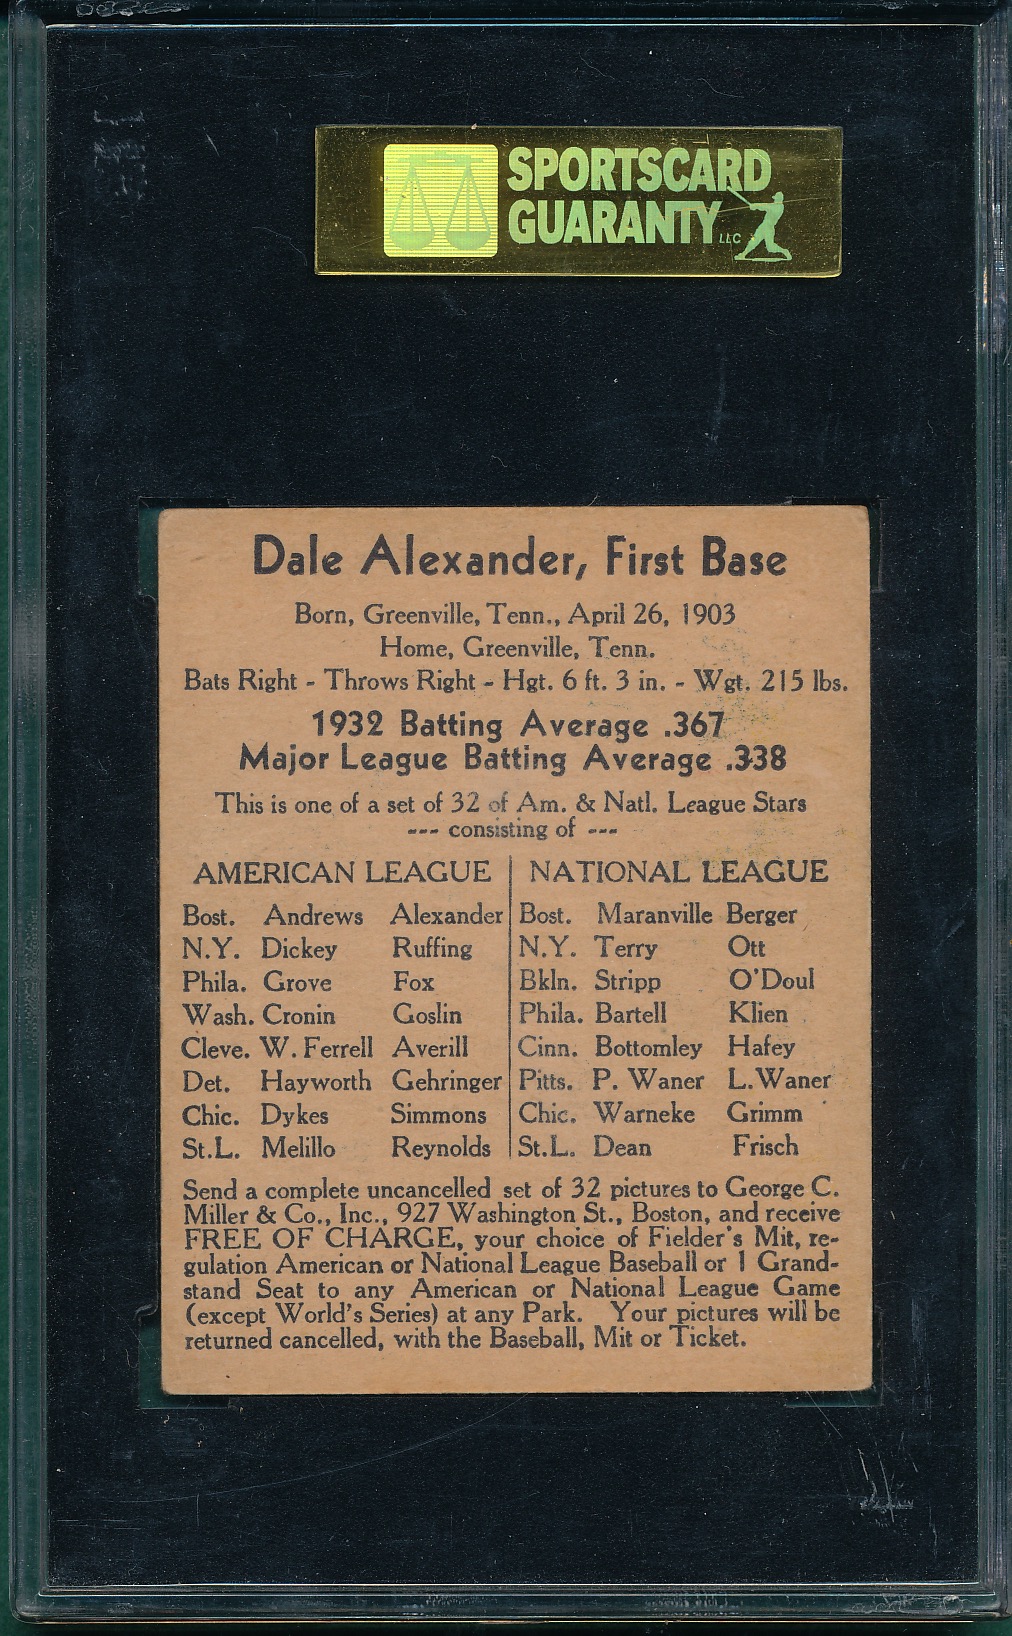 SPORTSCARD
GUARANTY LLC
Dale Alexander, First Base
Born, Greenville, Tenn., April 26, 1903
Home, Greenville, Tenn.
Bats Right - Throws Right - Hgt. 6 ft. 3 in. - Wgt. 215 lbs.
1932 Batting Average .367
Major League Batting Average .338
This is one of a set of 32 of Am. & Natl. League Stars
--- consisting of ---
AMERICAN LEAGUE NATIONAL LEAGUE
Bost. Andrews Alexander Bost. Maranville Berger
N.Y. Dickey Ruffing N.Y. Terry Ott
Phila. Grove Fox Bkln. Stripp O'Doul
Wash. Cronin Goslin Phila. Bartell Klien
Cleve. W. Ferrell Averill Cinn. Bottomley Hafey
Det. Hayworth Gehringer Pitts. P. Waner L. Waner
Chic. Dykes Simmons Chic. Warneke Grimm
St.L. Melillo Reynolds St.L. Dean Frisch
Send a complete uncancelled set of 32 pictures to George C.
Miller & Co., Inc., 927 Washington St., Boston, and receive
FREE OF CHARGE, your choice of Fielder's Mit, re-
gulation American or National League Baseball or 1 Grand-
stand Seat to any American or National League Game
(except World's Series) at any Park. Your pictures will be
returned cancelled, with the Baseball, Mit or Ticket.